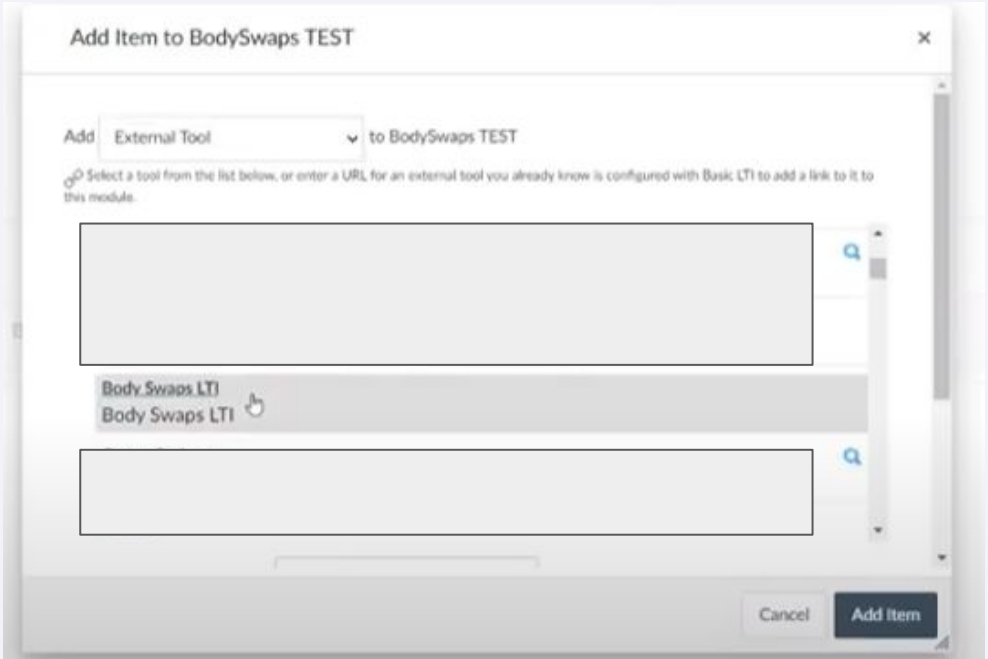 Add Item to BodySwaps TEST
Add External Tool to BodySwaps TEST
Select a tool from the list below, or enter a URL for an external tool you already know is configured with Basic LTI to add a link to it to
this module.
Body Swaps LTI
Body Swaps LTI
Cancel Add Item